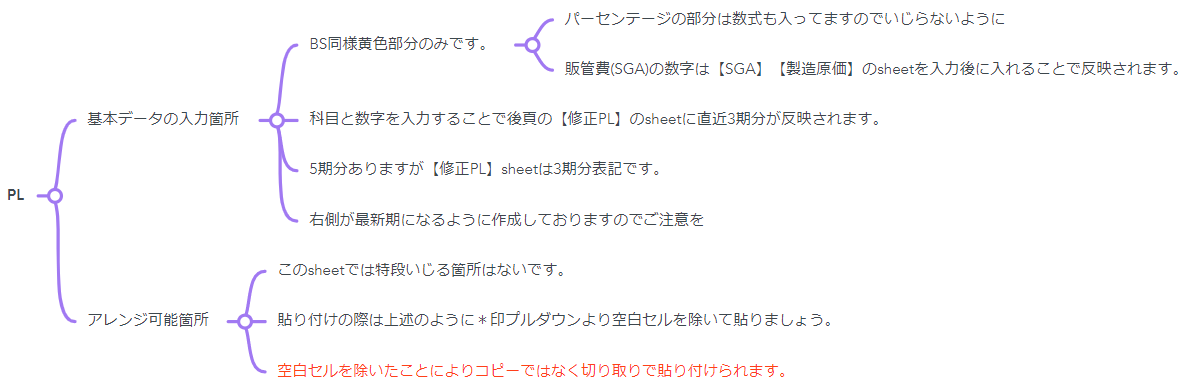 PL
基本データの入力箇所
BS同様黄色部分のみです。
パーセンテージの部分は数式も入ってますのでいじらないように
販管費(SGA)の数字は【SGA】【製造原価】のsheetを入力後に入れることで反映されます。
科目と数字を入力することで後頁の【修正PL】のsheetに直近3期分が反映されます。
5期分ありますが【修正PL】sheetは3期分表記です。
右側が最新期になるように作成しておりますのでご注意を
アレンジ可能箇所
このsheetでは特段いじる箇所はないです。
貼り付けの際は上述のように＊印プルダウンより空白セルを除いて貼りましょう。
空白セルを除いたことによりコピーではなく切り取りで貼り付けられます。